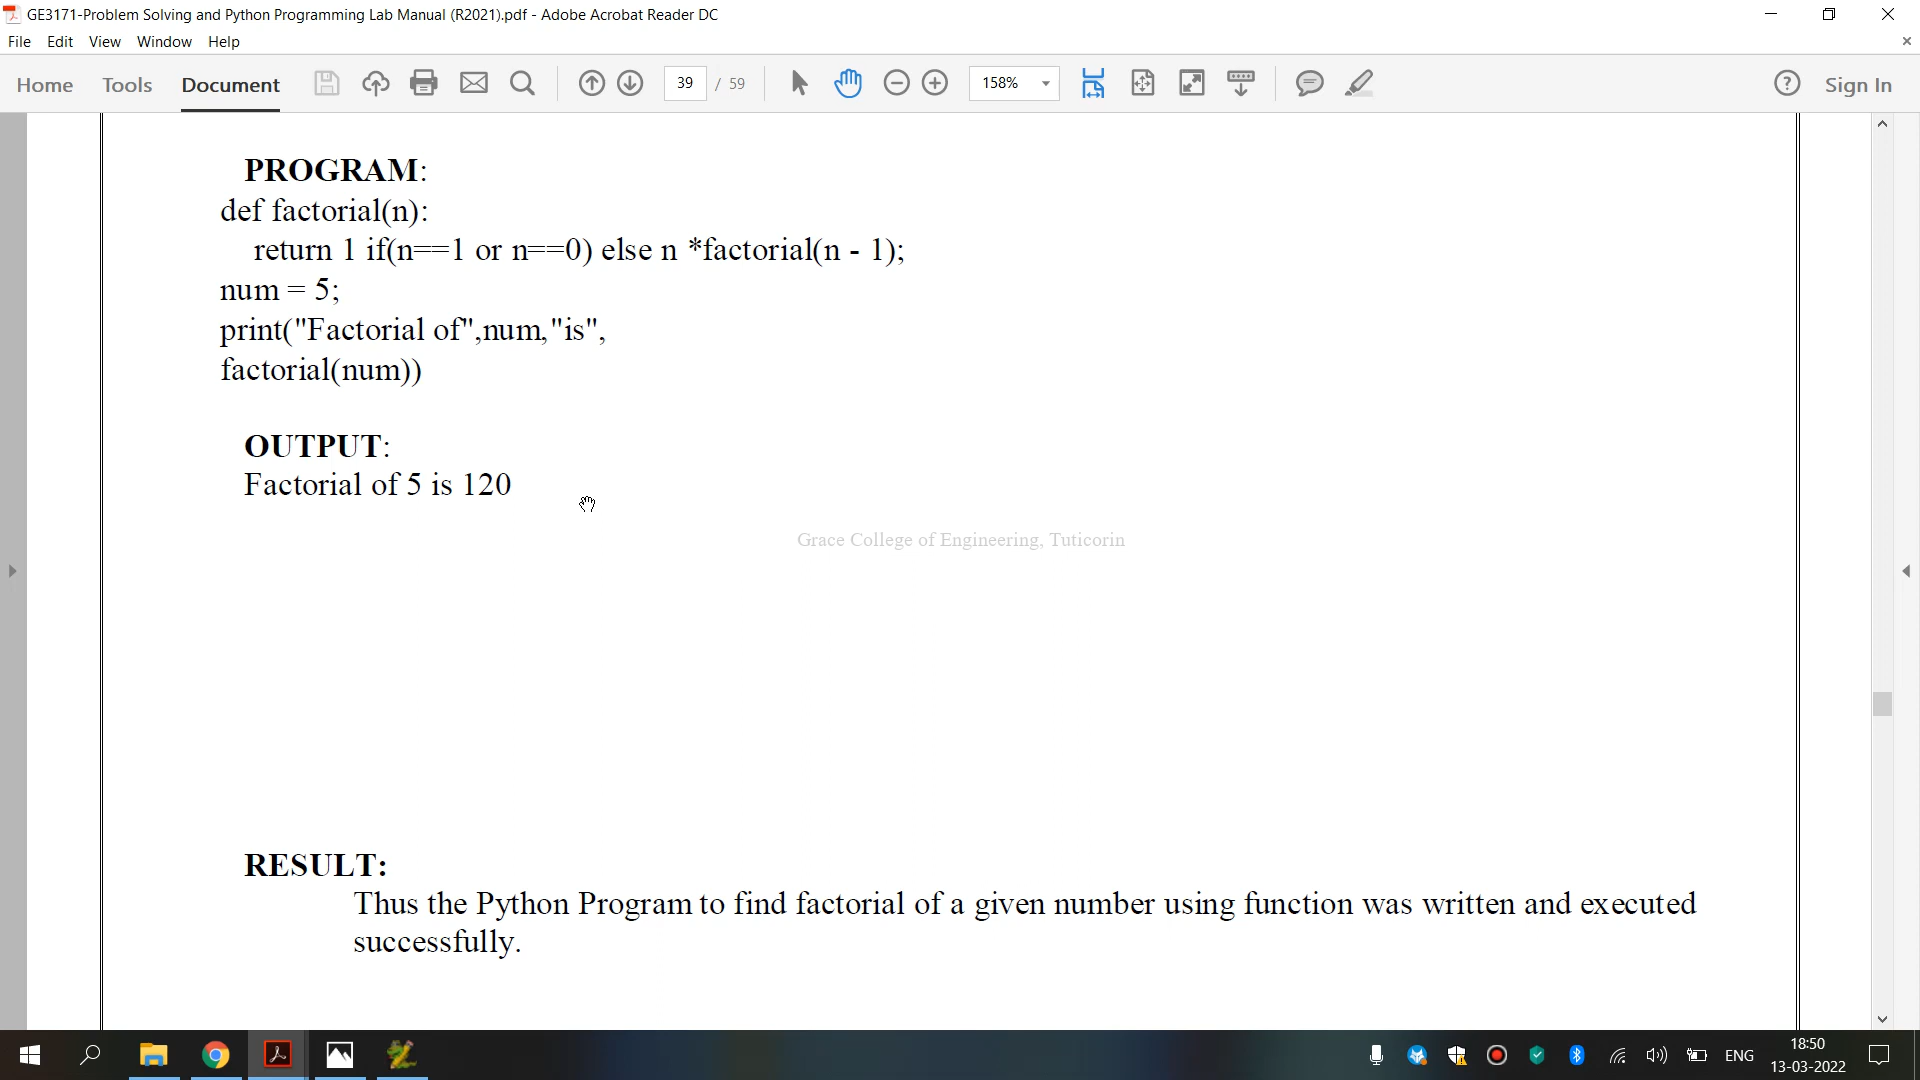 GE3171-Problem Solving and Python Programming Lab Manual (R2021).pdf - Adobe Acrobat Reader DC
File Edit View Window Help
Home Tools Document 39 / 59 158% Sign In
PROGRAM:
def factorial(n):
return 1 if(n==1 or n==0) else n *factorial(n - 1);
num = 5;
print("Factorial of",num,"is",
factorial(num))
OUTPUT:
Factorial of 5 is 120
Grace College of Engineering, Tuticorin
RESULT:
Thus the Python Program to find factorial of a given number using function was written and executed
successfully.
ENG
18:50
13-03-2022